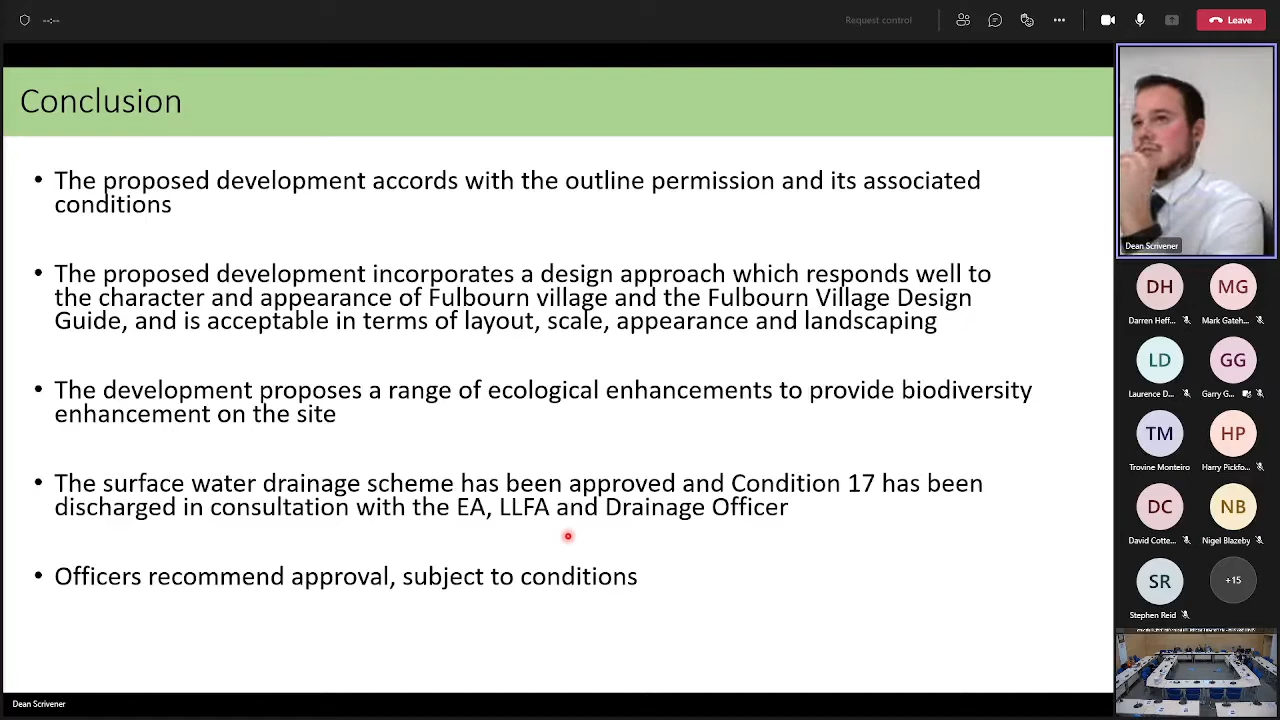 --:--
Request control
Leave
Conclusion
• The proposed development accords with the outline permission and its associated
conditions
• The proposed development incorporates a design approach which responds well to
the character and appearance of Fulbourn village and the Fulbourn Village Design
Guide, and is acceptable in terms of layout, scale, appearance and landscaping
• The development proposes a range of ecological enhancements to provide biodiversity
enhancement on the site
• The surface water drainage scheme has been approved and Condition 17 has been
discharged in consultation with the EA, LLFA and Drainage Officer
• Officers recommend approval, subject to conditions
Dean Scrivener
Dean Scrivener
DH
MG
Darren Heff...
Mark Gateh...
LD
GG
Laurence D...
Garry G...
TM
HP
Trovine Monteiro
Harry Pickfo...
DC
NB
David Cotte...
Nigel Blazeby
SR
+15
Stephen Reid